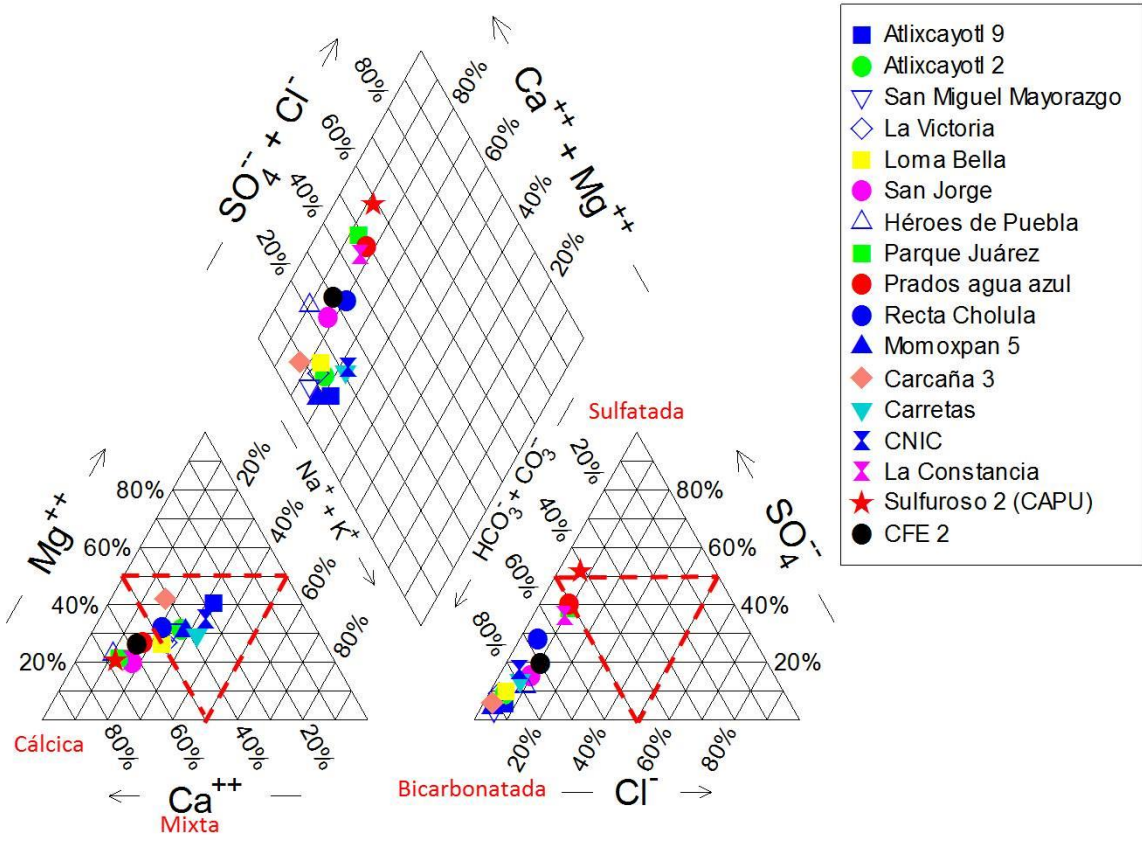 80%
80%
60%
60%
40%
40%
20%
20%
SO₄⁻⁻ + Cl⁻
Ca⁺⁺ + Mg⁺⁺
Na⁺ + K⁺
HCO₃⁻ + CO₃⁻
Sulfatada
Mg⁺⁺
80%
60%
40%
20%
20%
40%
60%
80%
80%
60%
40%
20%
Cálcica
Ca⁺⁺
Mixta
20%
40%
60%
80%
80%
60%
40%
20%
SO₄⁻⁻
20%
40%
60%
80%
Bicarbonatada
Cl⁻
Atlixcayotl 9
Atlixcayotl 2
San Miguel Mayorazgo
La Victoria
Loma Bella
San Jorge
Héroes de Puebla
Parque Juárez
Prados agua azul
Recta Cholula
Momoxpan 5
Carcaña 3
Carretas
CNIC
La Constancia
Sulfuroso 2 (CAPU)
CFE 2